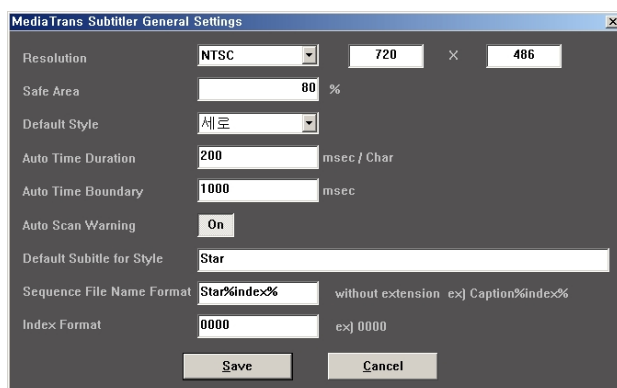 MediaTrans Subtitler General Settings
Resolution NTSC 720 X 486
Safe Area 80 %
Default Style 세로
Auto Time Duration 200 msec / Char
Auto Time Boundary 1000 msec
Auto Scan Warning On
Default Subitle for Style Star
Sequence File Name Format Star%index% without extension ex) Caption%index%
Index Format 0000 ex) 0000
Save Cancel